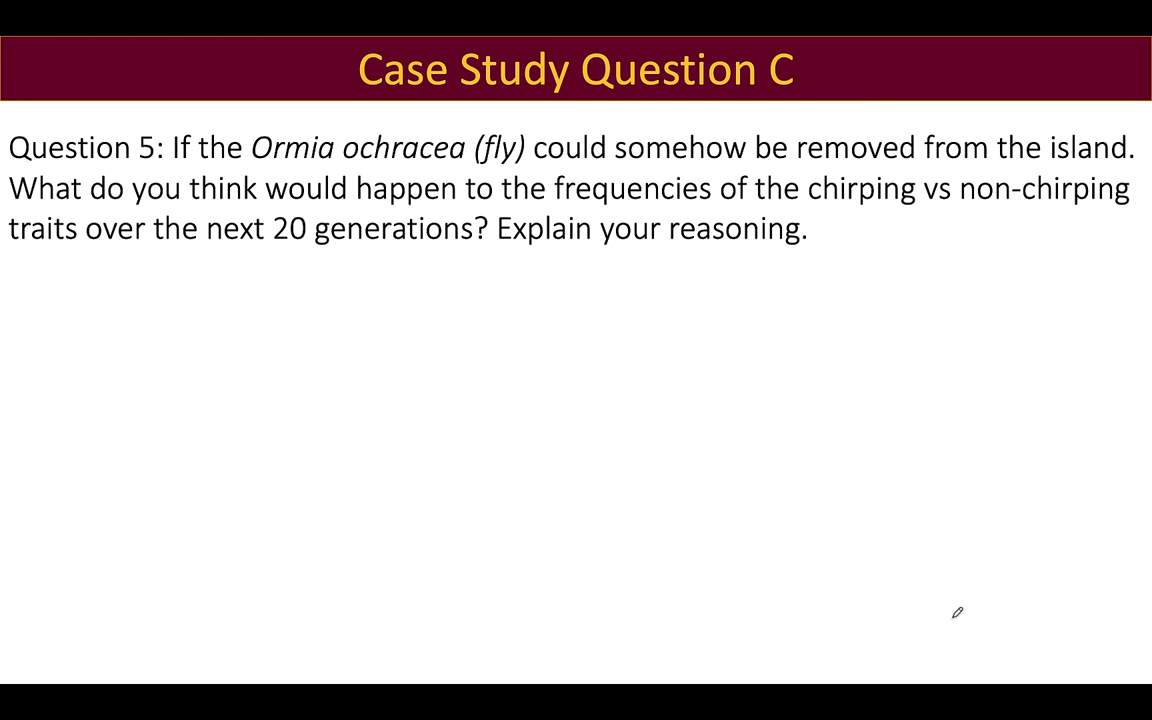 Case Study Question C
Question 5: If the Ormia ochracea (fly) could somehow be removed from the island.
What do you think would happen to the frequencies of the chirping vs non-chirping
traits over the next 20 generations? Explain your reasoning.